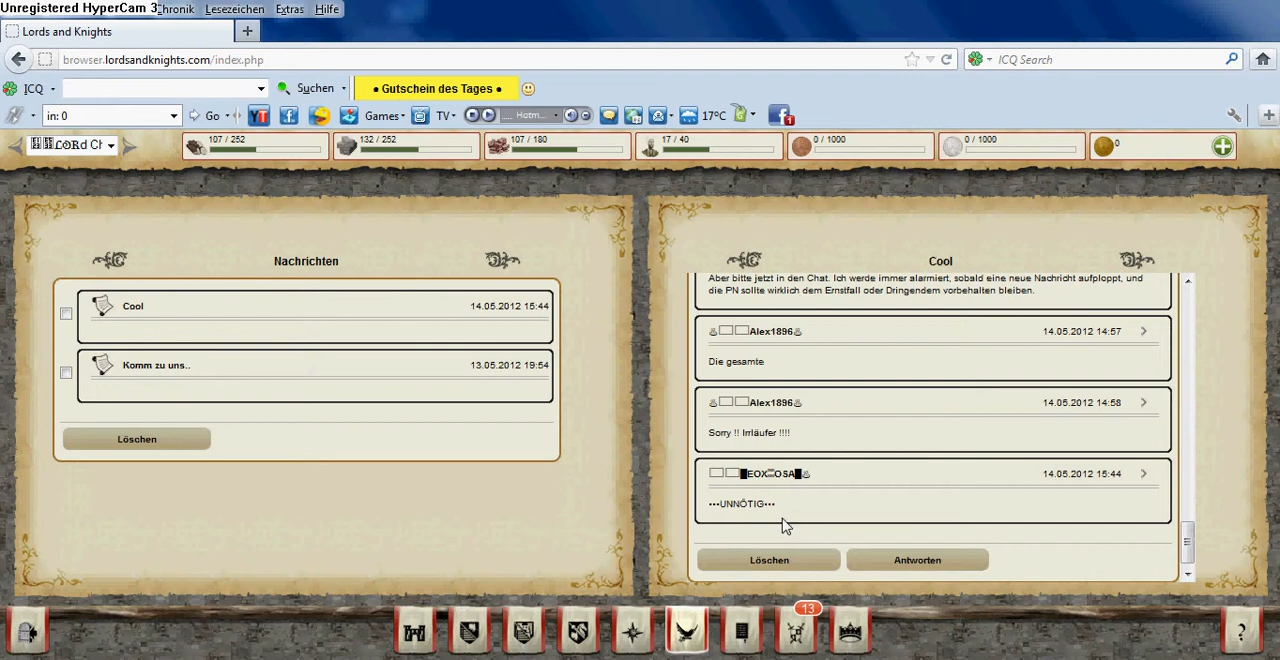 Unregistered HyperCam 3
Chronik Lesezeichen Extras Hilfe
Lords and Knights
browser.lordsandknights.com/index.php
ICQ Search
ICQ
Suchen
• Gutschein des Tages •
in: 0
Go
Games
TV
Hotm...
17°C
1
107 / 252
132 / 252
107 / 180
17 / 40
0 / 1000
0 / 1000
0
Nachrichten
Cool 14.05.2012 15:44
Komm zu uns.. 13.05.2012 19:54
Löschen
Cool
Aber bitte jetzt in den Chat. Ich werde immer alarmiert, sobald eine neue Nachricht aufploppt, und
die PN sollte wirklich dem Ernstfall oder Dringendem vorbehalten bleiben.
♨□□Alex1896♨ 14.05.2012 14:57
Die gesamte
♨□□Alex1896♨ 14.05.2012 14:58
Sorry !! Irrläufer !!!!
14.05.2012 15:44
•••UNNÖTIG•••
Löschen Antworten
13
?